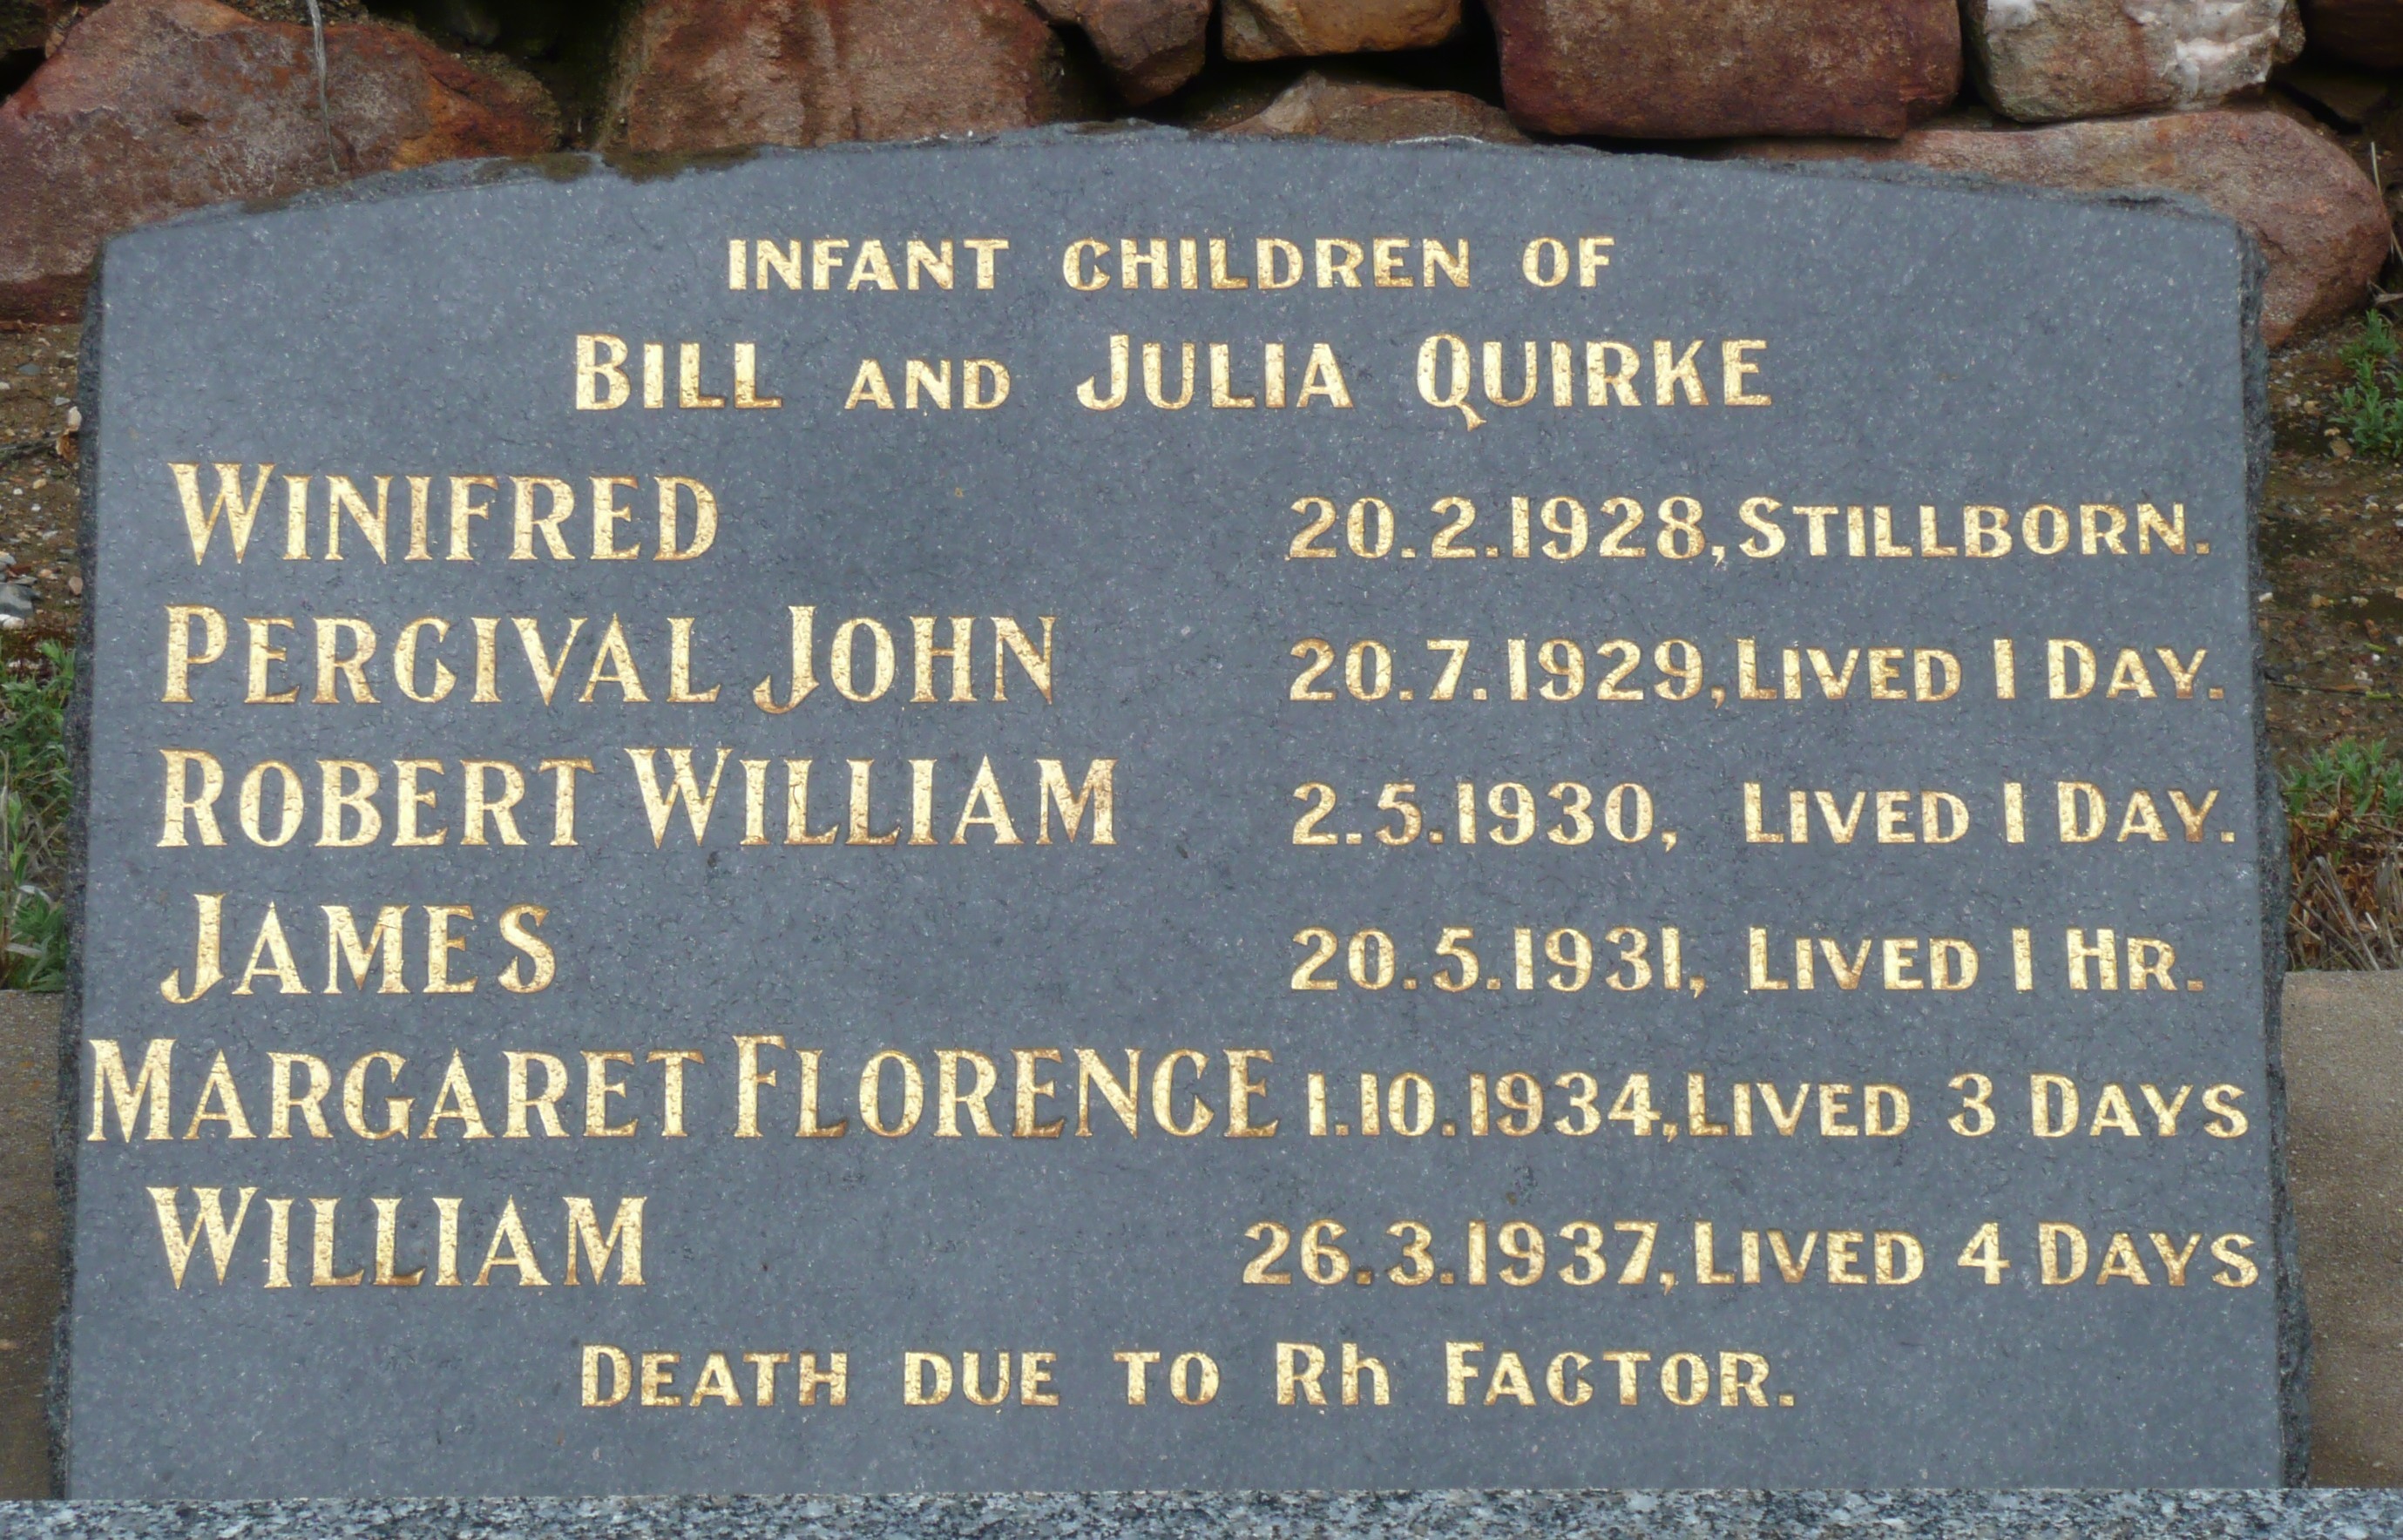 INFANT CHILDREN OF
BILL AND JULIA QUIRKE
WINIFRED 20.2.1928, STILLBORN.
PERCIVAL JOHN 20.7.1929, LIVED 1 DAY.
ROBERT WILLIAM 2.5.1930, LIVED 1 DAY.
JAMES 20.5.1931, LIVED 1 HR.
MARGARET FLORENCE 1.10.1934, LIVED 3 DAYS
WILLIAM 26.3.1937, LIVED 4 DAYS
DEATH DUE TO Rh FACTOR.